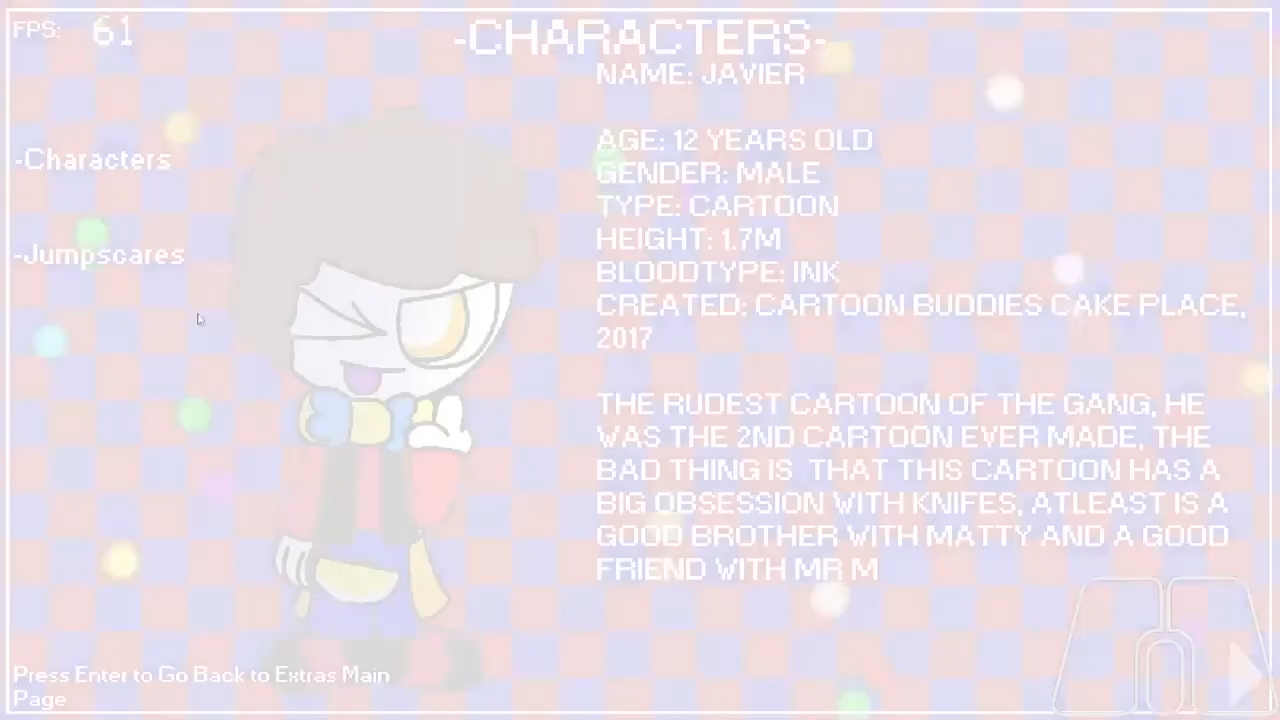 FPS: 61
-CHARACTERS-
NAME: JAVIER
AGE: 12 YEARS OLD
GENDER: MALE
TYPE: CARTOON
HEIGHT: 1.7M
BLOODTYPE: INK
CREATED: CARTOON BUDDIES CAKE PLACE,
2017
THE RUDEST CARTOON OF THE GANG, HE
WAS THE 2ND CARTOON EVER MADE, THE
BAD THING IS  THAT THIS CARTOON HAS A
BIG OBSESSION WITH KNIFES, ATLEAST IS A
GOOD BROTHER WITH MATTY AND A GOOD
FRIEND WITH MR M
-Characters
-Jumpscares
Press Enter to Go Back to Extras Main
Page